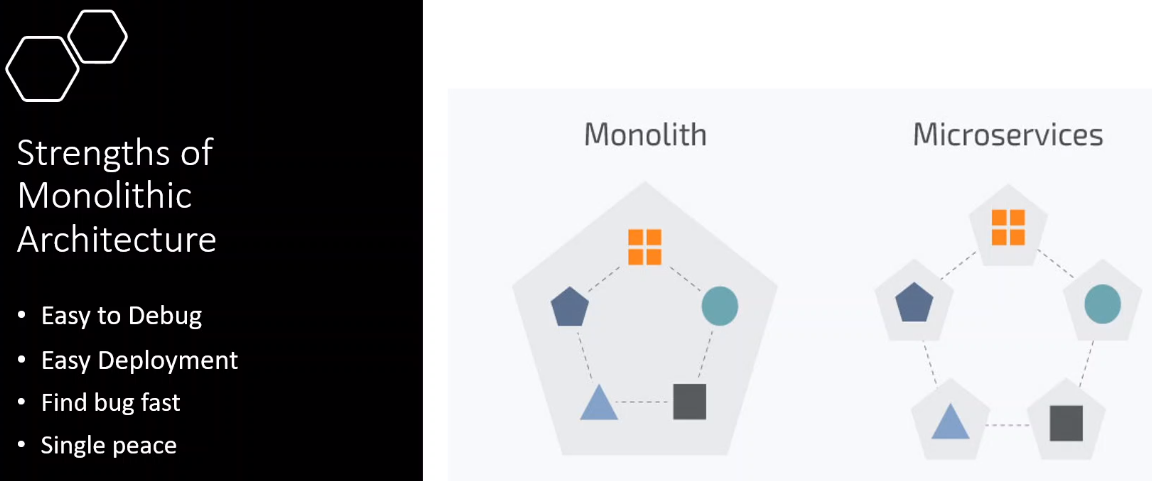 Strengths of
Monolithic
Architecture
• Easy to Debug
• Easy Deployment
• Find bug fast
• Single peace
Monolith
Microservices